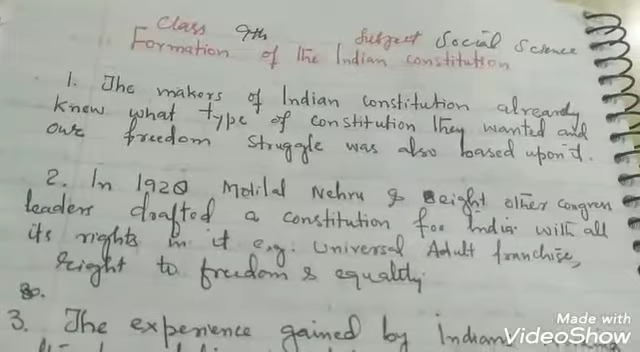 Class 9th Subject Social Science
Formation of the Indian constitution
1. The makers of Indian constitution already
knew what type of constitution they wanted and
our freedom struggle was also based upon it.
2. In 1928 Motilal Nehru & eight other congress
leaders drafted a constitution for India with all
its rights in it e.g. Universal Adult franchise,
right to freedom & equality.
3. The experience gained by Indians
Made with
VideoShow